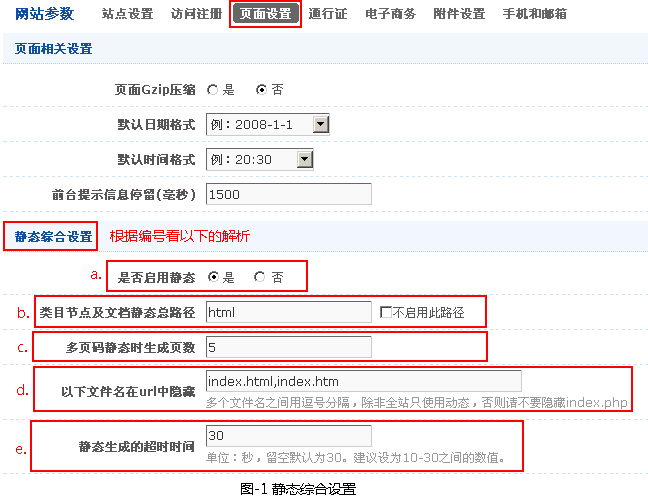 网站参数 站点设置 访问注册 页面设置 通行证 电子商务 附件设置 手机和邮箱
页面相关设置
页面Gzip压缩 是 否
默认日期格式 例：2008-1-1
默认时间格式 例：20:30
前台提示信息停留(毫秒) 1500
静态综合设置 根据编号看以下的解析
a. 是否启用静态 是 否
b. 类目节点及文档静态总路径 html 不启用此路径
c. 多页码静态时生成页数 5
d. 以下文件名在url中隐藏 index.html,index.htm
多个文件名之间用逗号分隔，除非全站只使用动态，否则请不要隐藏index.php
e. 静态生成的超时时间 30
单位：秒，留空默认为30。建议设为10-30之间的数值。
图-1 静态综合设置